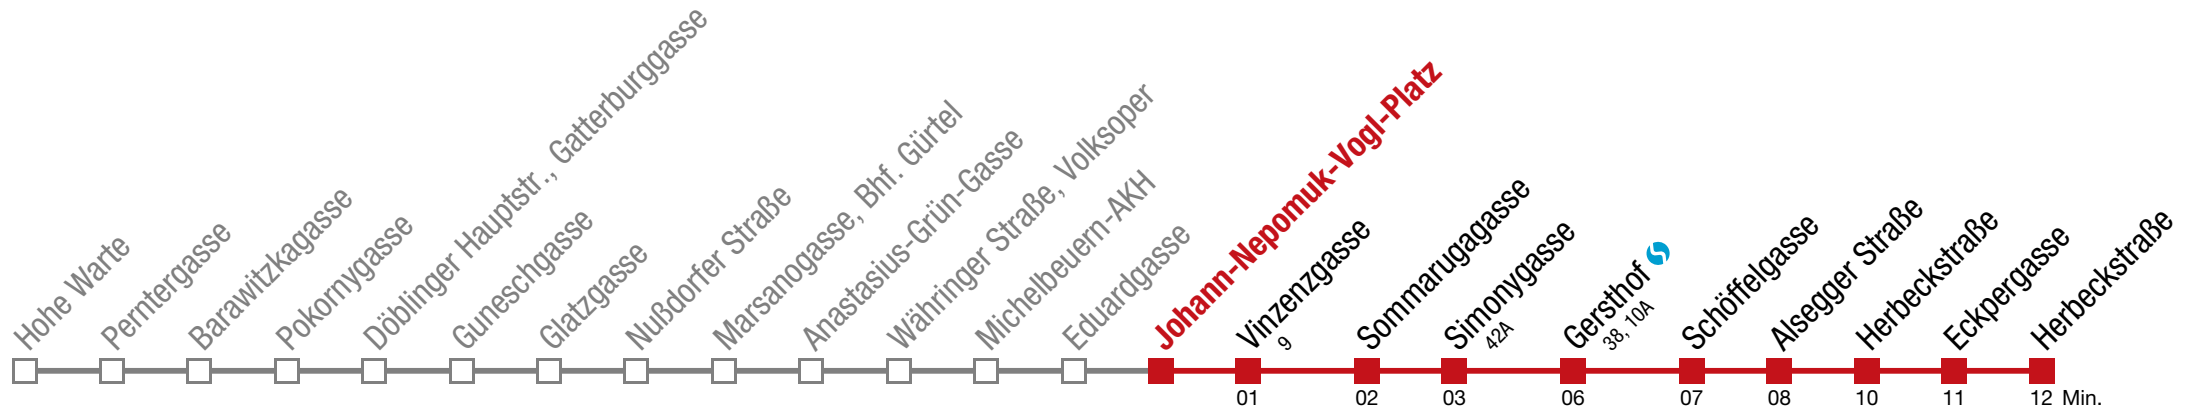 Hohe Warte
Perntergasse
Barawitzkagasse
Pokornygasse
Döblinger Hauptstr., Gatterburggasse
Guneschgasse
Glatzgasse
Nußdorfer Straße
Marsanogasse, Bhf. Gürtel
Anastasius-Grün-Gasse
Währinger Straße, Volksoper
Michelbeuern-AKH
Eduardgasse
Johann-Nepomuk-Vogl-Platz
Vinzenzgasse
9
Sommarugagasse
Simonygasse
42A
Gersthof
38, 10A
Schöffelgasse
Alsegger Straße
Herbeckstraße
Eckpergasse
Herbeckstraße
01 02 03 06 07 08 10 11 12 Min.